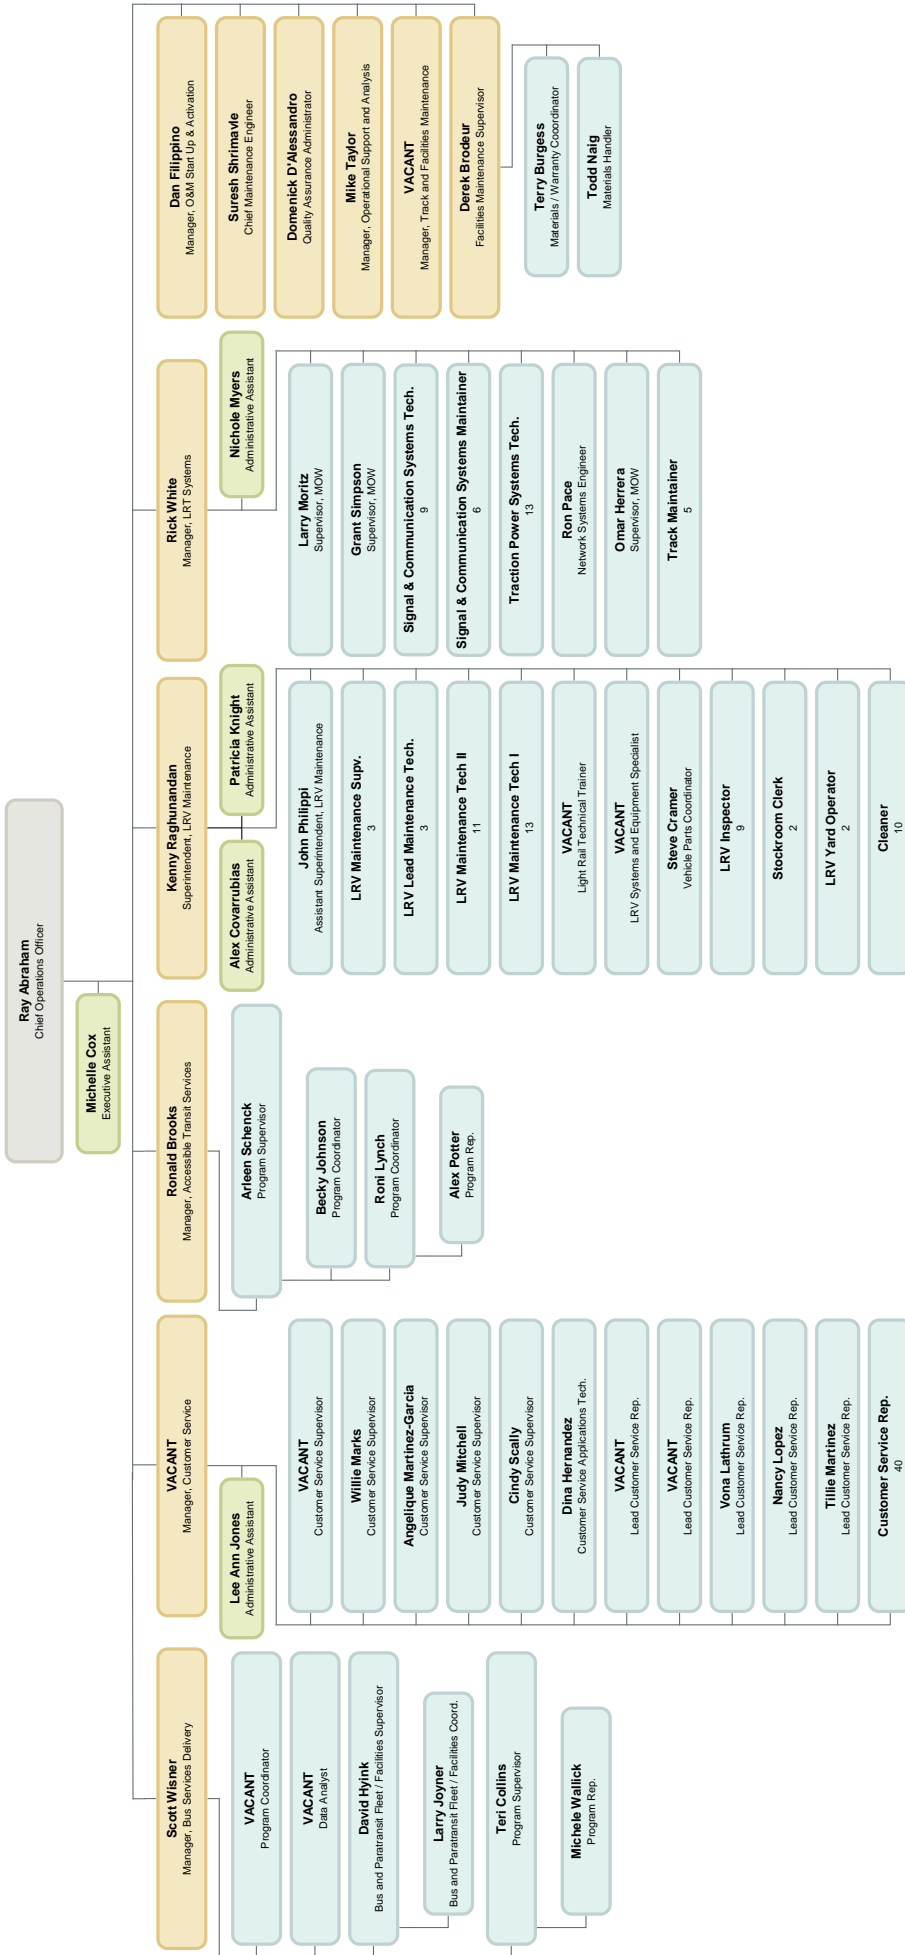 Ray Abraham
Chief Operations Officer
Michelle Cox
Executive Assistant
Scott Wisner
Manager, Bus Services Delivery
VACANT
Program Coordinator
VACANT
Data Analyst
David Hyink
Bus and Paratransit Fleet / Facilities Supervisor
Larry Joyner
Bus and Paratransit Fleet / Facilities Coord.
Teri Collins
Program Supervisor
Michele Wallick
Program Rep.
VACANT
Manager, Customer Service
Lee Ann Jones
Administrative Assistant
VACANT
Customer Service Supervisor
Willie Marks
Customer Service Supervisor
Angelique Martinez-Garcia
Customer Service Supervisor
Judy Mitchell
Customer Service Supervisor
Cindy Scally
Customer Service Supervisor
Dina Hernandez
Customer Service Applications Tech.
VACANT
Lead Customer Service Rep.
VACANT
Lead Customer Service Rep.
Vona Lathrum
Lead Customer Service Rep.
Nancy Lopez
Lead Customer Service Rep.
Tillie Martinez
Lead Customer Service Rep.
Customer Service Rep.
40
Ronald Brooks
Manager, Accessible Transit Services
Arleen Schenck
Program Supervisor
Becky Johnson
Program Coordinator
Roni Lynch
Program Coordinator
Alex Potter
Program Rep.
Kenny Raghunandan
Superintendent, LRV Maintenance
Alex Covarrubias
Administrative Assistant
Patricia Knight
Administrative Assistant
John Philippi
Assistant Superintendent, LRV Maintenance
LRV Maintenance Supv.
3
LRV Lead Maintenance Tech.
3
LRV Maintenance Tech II
11
LRV Maintenance Tech I
13
VACANT
Light Rail Technical Trainer
VACANT
LRV Systems and Equipment Specialist
Steve Cramer
Vehicle Parts Coordinator
LRV Inspector
9
Stockroom Clerk
2
LRV Yard Operator
2
Cleaner
10
Rick White
Manager, LRT Systems
Nichole Myers
Administrative Assistant
Larry Moritz
Supervisor, MOW
Grant Simpson
Supervisor, MOW
Signal & Communication Systems Tech.
9
Signal & Communication Systems Maintainer
6
Traction Power Systems Tech.
13
Ron Pace
Network Systems Engineer
Omar Herrera
Supervisor, MOW
Track Maintainer
5
Dan Filippino
Manager, O&M Start Up & Activation
Suresh Shrimavle
Chief Maintenance Engineer
Domenick D'Alessandro
Quality Assurance Administrator
Mike Taylor
Manager, Operational Support and Analysis
VACANT
Manager, Track and Facilities Maintenance
Derek Brodeur
Facilities Maintenance Supervisor
Terry Burgess
Materials / Warranty Cooordinator
Todd Naig
Materials Handler